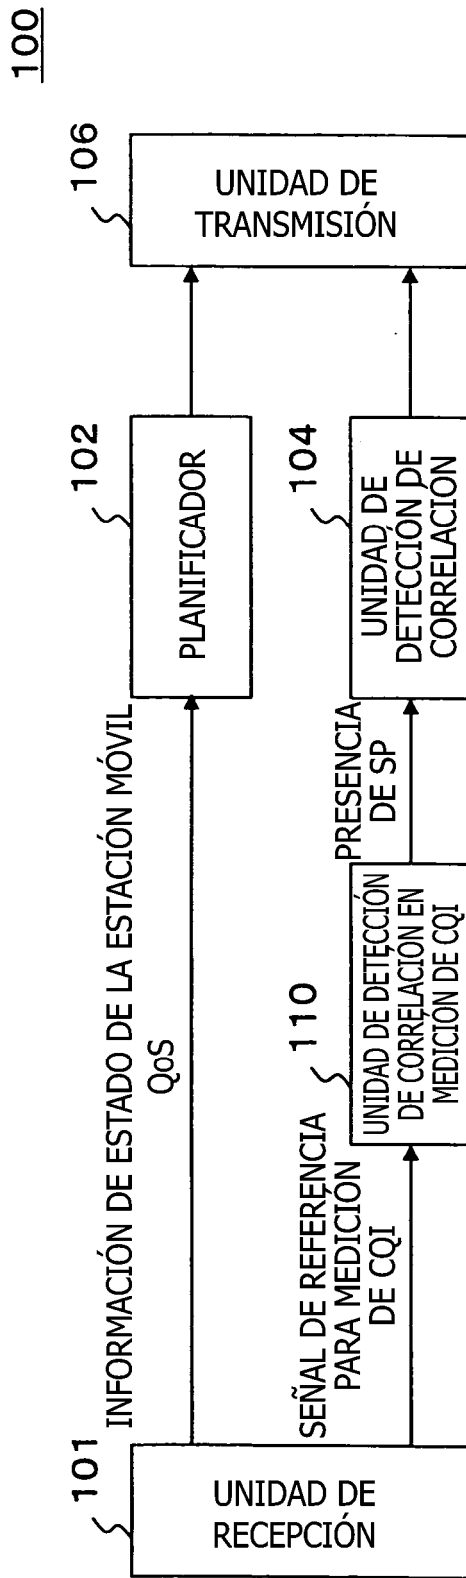 100
101
UNIDAD DE
RECEPCIÓN
INFORMACIÓN DE ESTADO DE LA ESTACIÓN MÓVIL
QoS
102
PLANIFICADOR
106
UNIDAD DE
TRANSMISIÓN
SEÑAL DE REFERENCIA
PARA MEDICIÓN
DE CQI
110
UNIDAD DE DETECCIÓN
DE CORRELACIÓN EN
MEDICIÓN DE CQI
PRESENCIA
DE SP
104
UNIDAD DE
DETECCIÓN DE
CORRELACIÓN